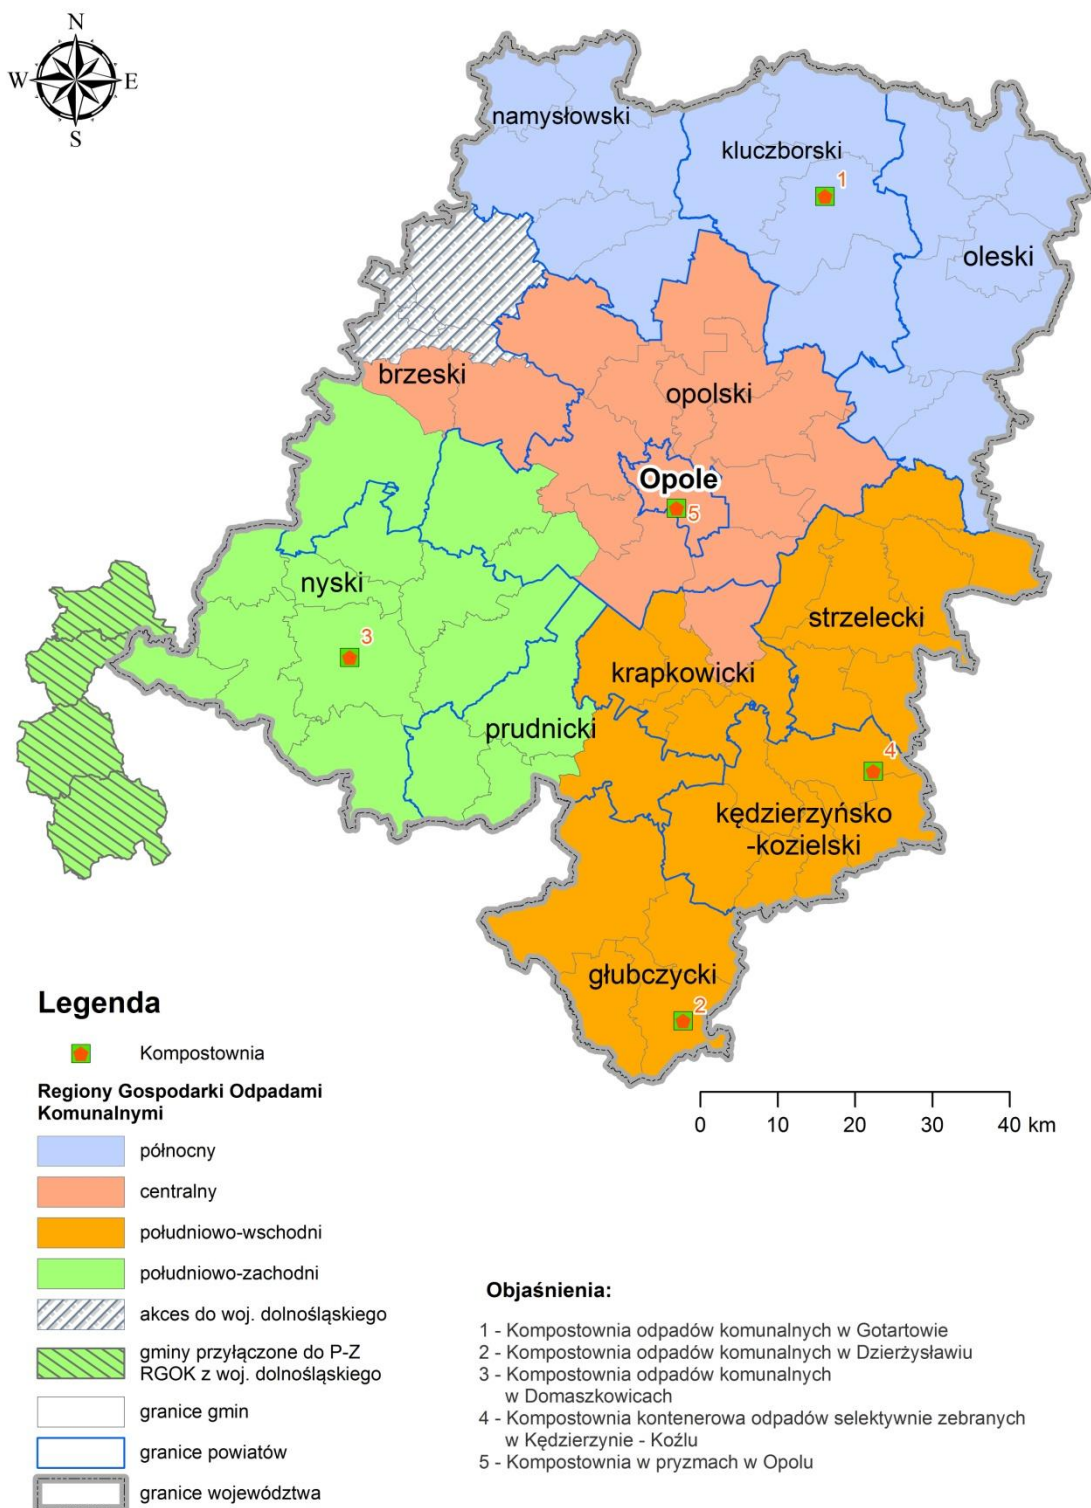 N
W E
S
namysłowski
kluczborski
1
oleski
brzeski
opolski
Opole
5
nyski
3
strzelecki
krapkowicki
prudnicki
4
kędzierzyńsko
-kozielski
głubczycki
2
Legenda
Kompostownia
Regiony Gospodarki Odpadami
Komunalnymi
północny
centralny
południowo-wschodni
południowo-zachodni
akces do woj. dolnośląskiego
gminy przyłączone do P-Z
RGOK z woj. dolnośląskiego
granice gmin
granice powiatów
granice województwa
0 10 20 30 40 km
Objaśnienia:
1 - Kompostownia odpadów komunalnych w Gotartowie
2 - Kompostownia odpadów komunalnych w Dzierżysławiu
3 - Kompostownia odpadów komunalnych
w Domaszkowicach
4 - Kompostownia kontenerowa odpadów selektywnie zebranych
w Kędzierzynie - Koźlu
5 - Kompostownia w pryzmach w Opolu